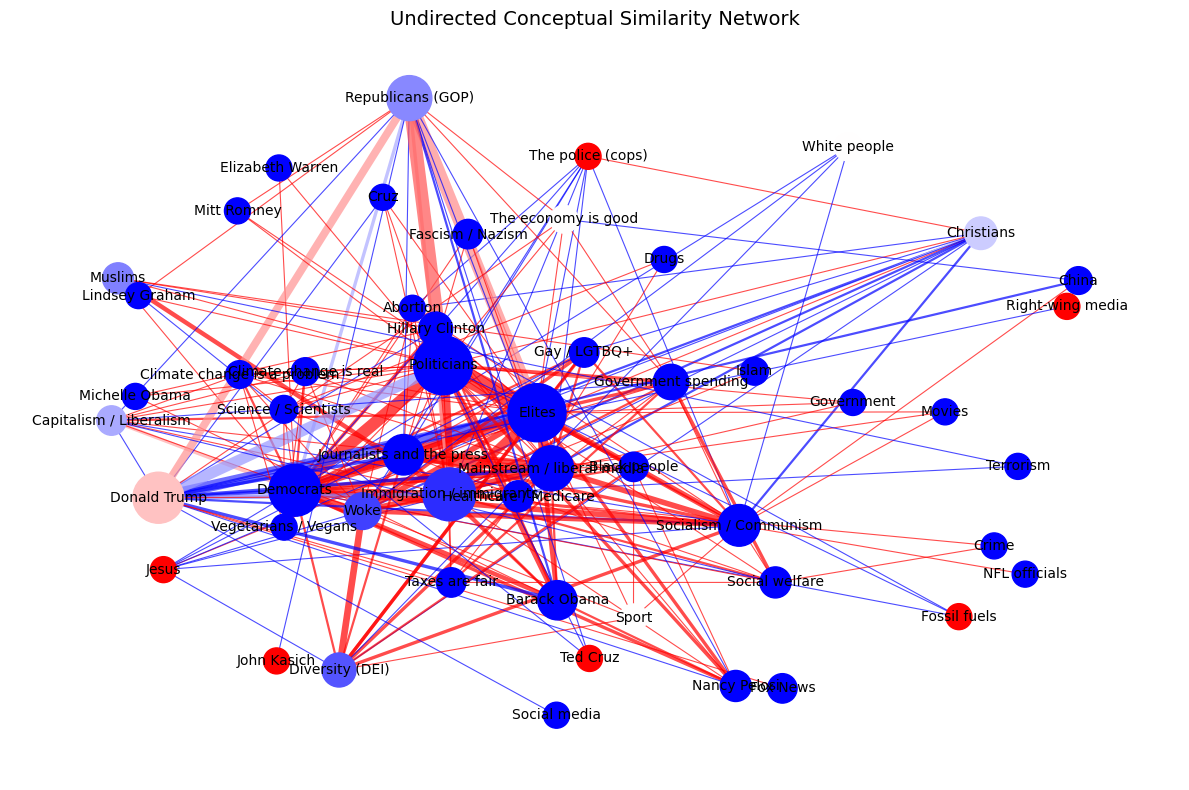 Undirected Conceptual Similarity Network
Republicans (GOP)
White people
The police (cops)
Elizabeth Warren
Cruz
Mitt Romney
The economy is good
Fascism / Nazism
Christians
Drugs
Muslims
China
Lindsey Graham
Right-wing media
Abortion
Hillary Clinton
Gay / LGTBQ+
Politicians
Climate change is a problem
Climate change is real
Islam
Government spending
Michelle Obama
Government
Science / Scientists
Elites
Movies
Capitalism / Liberalism
Journalists and the press
Mainstream / liberal media
Black people
Terrorism
Democrats
Immigration / immigrants
Donald Trump
Healthcare / Medicare
Woke
Vegetarians / Vegans
Socialism / Communism
Crime
Jesus
NFL officials
Taxes are fair
Social welfare
Barack Obama
Sport
Fossil fuels
John Kasich
Ted Cruz
Diversity (DEI)
Nancy Pelosi
Fox News
Social media